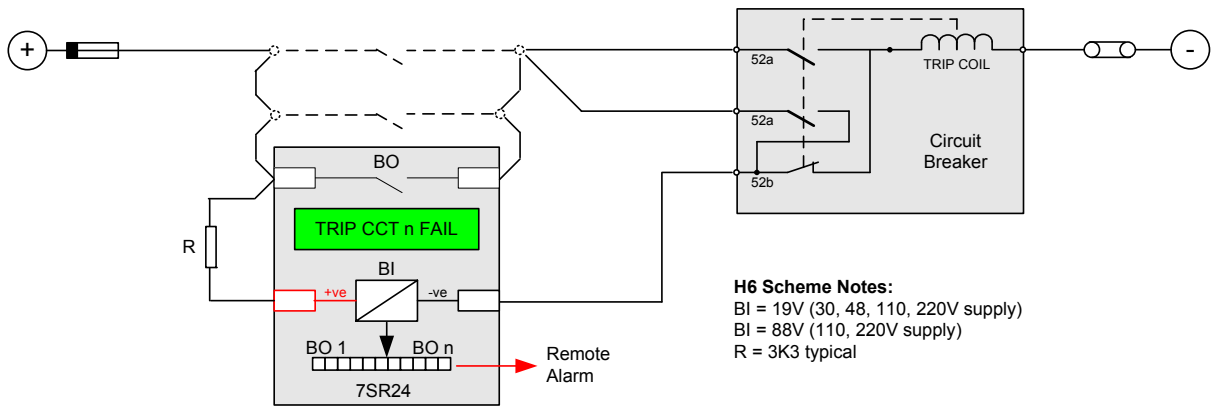 +
-
52a
TRIP COIL
52a
Circuit
Breaker
52b
BO
TRIP CCT n FAIL
R
BI
+ve
-ve
BO 1
BO n
Remote
Alarm
7SR24
H6 Scheme Notes:
BI = 19V (30, 48, 110, 220V supply)
BI = 88V (110, 220V supply)
R = 3K3 typical